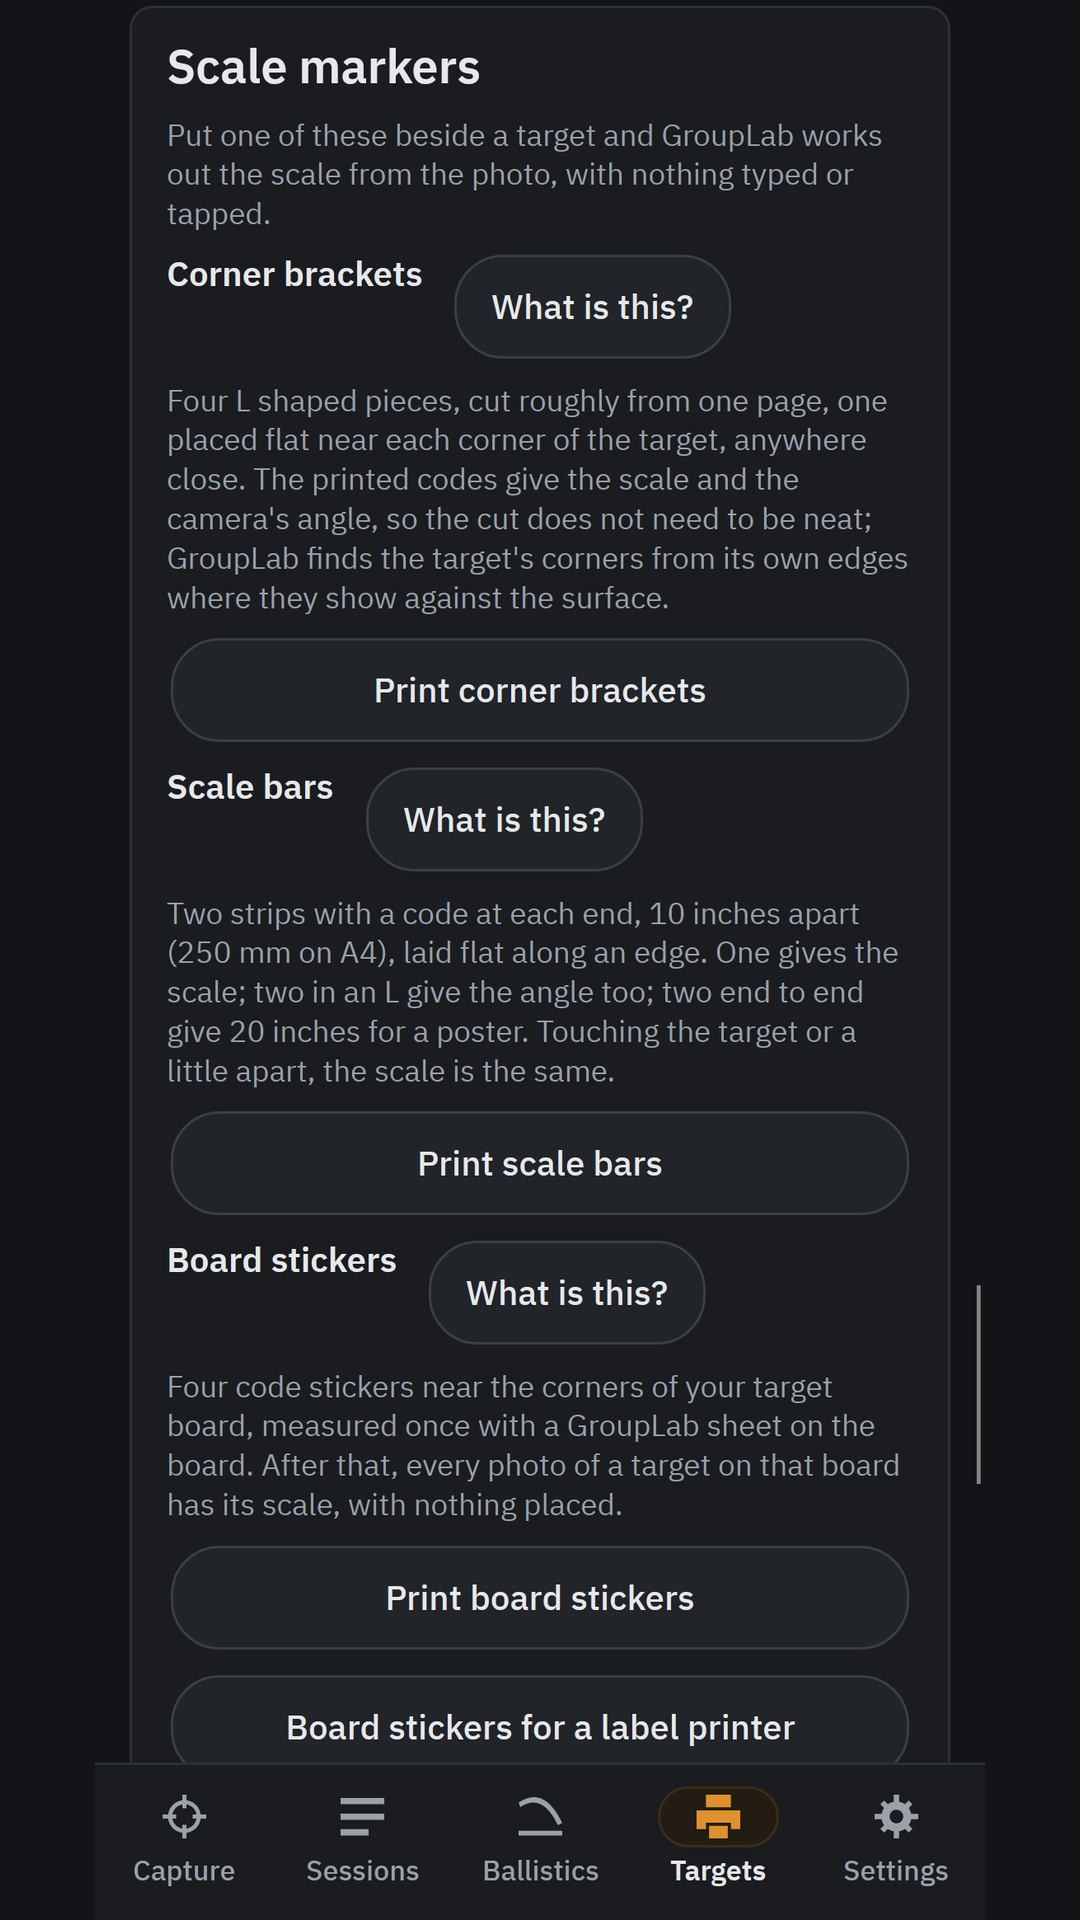 Scale markers
Put one of these beside a target and GroupLab works
out the scale from the photo, with nothing typed or
tapped.
Corner brackets
What is this?
Four L shaped pieces, cut roughly from one page, one
placed flat near each corner of the target, anywhere
close. The printed codes give the scale and the
camera's angle, so the cut does not need to be neat;
GroupLab finds the target's corners from its own edges
where they show against the surface.
Print corner brackets
Scale bars
What is this?
Two strips with a code at each end, 10 inches apart
(250 mm on A4), laid flat along an edge. One gives the
scale; two in an L give the angle too; two end to end
give 20 inches for a poster. Touching the target or a
little apart, the scale is the same.
Print scale bars
Board stickers
What is this?
Four code stickers near the corners of your target
board, measured once with a GroupLab sheet on the
board. After that, every photo of a target on that board
has its scale, with nothing placed.
Print board stickers
Board stickers for a label printer
Capture
Sessions
Ballistics
Targets
Settings